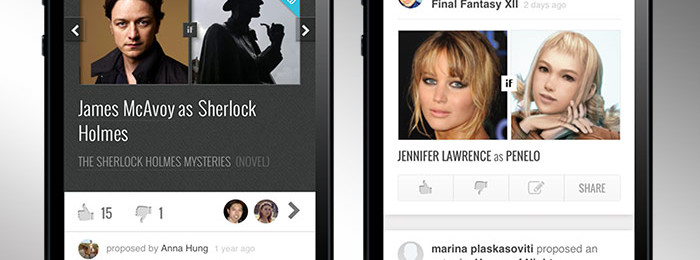 if
James McAvoy as Sherlock
Holmes
THE SHERLOCK HOLMES MYSTERIES (NOVEL)
15
1
proposed by Anna Hung 1 year ago
Final Fantasy XII 2 days ago
if
JENNIFER LAWRENCE as PENELO
SHARE
marina plaskasoviti proposed an